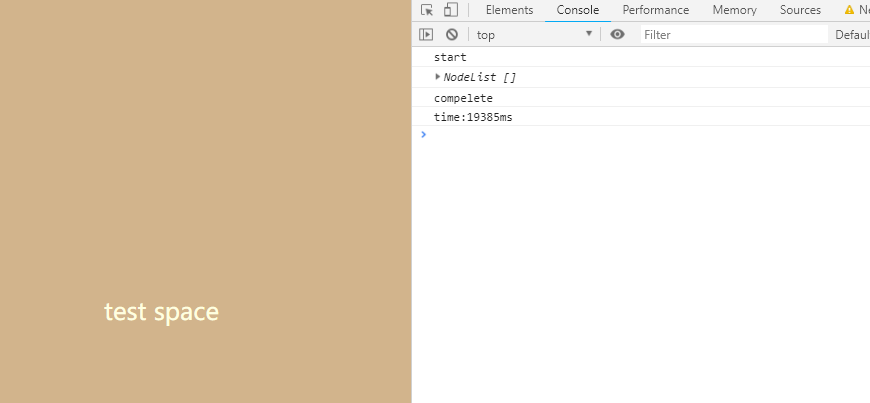 Elements Console Performance Memory Sources Ne
top Filter Defaul
start
NodeList []
compelete
time:19385ms
test space